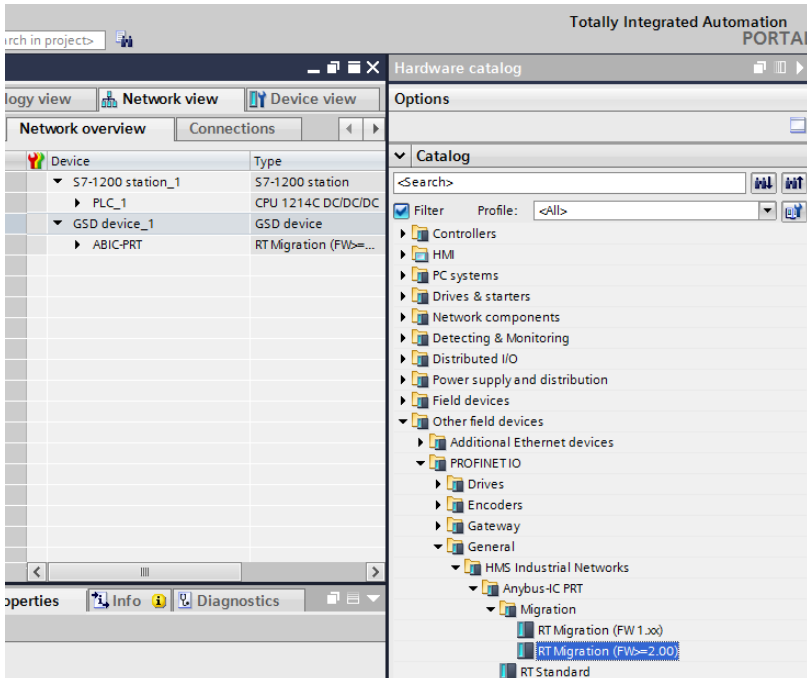 Totally Integrated Automation
PORTAL
arch in project>
Hardware catalog
logy view
Network view
Device view
Options
Network overview
Connections
Catalog
Device
Type
<Search>
S7-1200 station_1
S7-1200 station
PLC_1
CPU 1214C DC/DC/DC
Filter
Profile:
<All>
GSD device_1
GSD device
ABIC-PRT
RT Migration (FW>=...
Controllers
HMI
PC systems
Drives & starters
Network components
Detecting & Monitoring
Distributed I/O
Power supply and distribution
Field devices
Other field devices
Additional Ethernet devices
PROFINET IO
Drives
Encoders
Gateway
General
HMS Industrial Networks
Anybus-IC PRT
Migration
RT Migration (FW 1.xx)
RT Migration (FW>=2.00)
RT Standard
operties
Info
Diagnostics